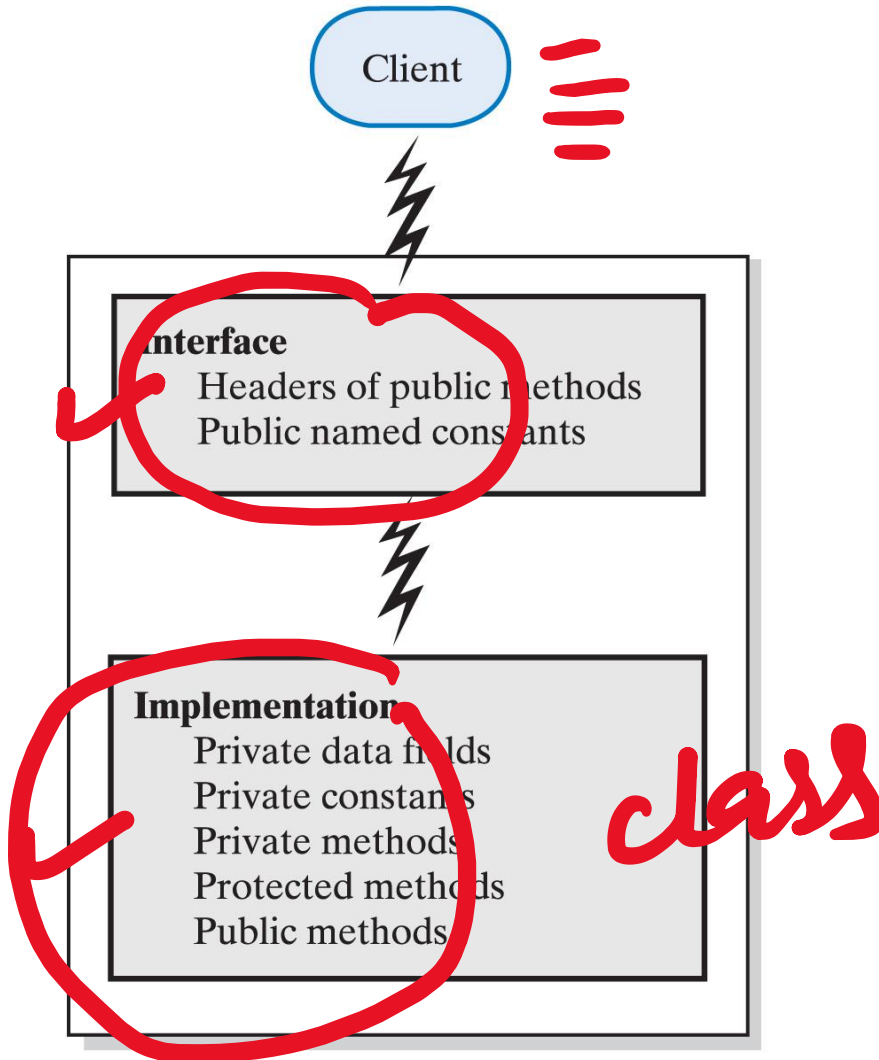 Client
Interface
Headers of public methods
Public named constants
Implementation
Private data fields
Private constants
Private methods
Protected methods
Public methods
class